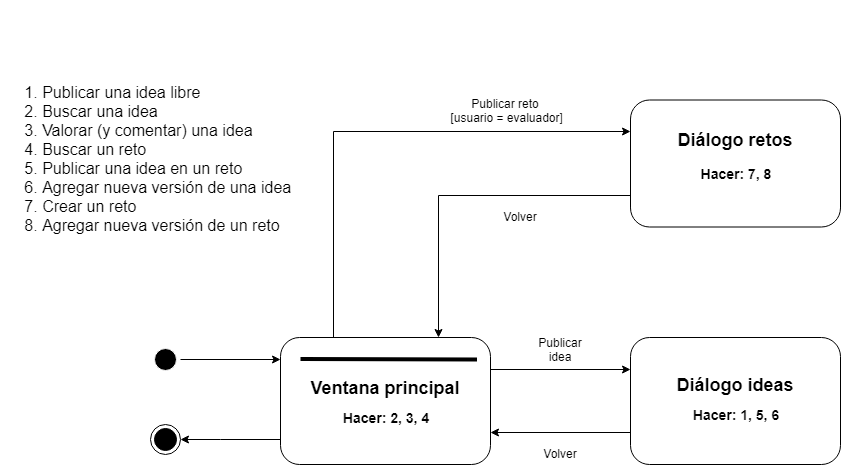 1. Publicar una idea libre
2. Buscar una idea
3. Valorar (y comentar) una idea
4. Buscar un reto
5. Publicar una idea en un reto
6. Agregar nueva versión de una idea
7. Crear un reto
8. Agregar nueva versión de un reto
Publicar reto
[usuario = evaluador]
Diálogo retos
Hacer: 7, 8
Volver
Ventana principal
Hacer: 2, 3, 4
Publicar
idea
Diálogo ideas
Hacer: 1, 5, 6
Volver